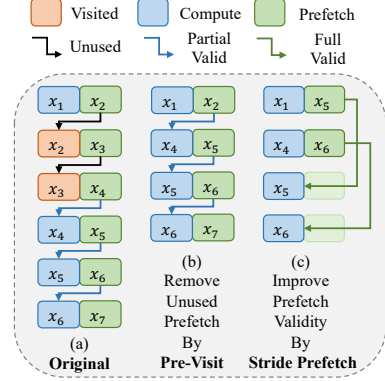 Visited Compute Prefetch
Unused Partial Valid Full Valid
x1 x2 x1 x2 x1 x5
x2 x3 x4 x5 x4 x6
x3 x4 x5 x6 x5
x4 x5 x6 x7 x6
x5 x6
x6 x7
(a)
Original
(b)
Remove
Unused
Prefetch
By
Pre-Visit
(c)
Improve
Prefetch
Validity
By
Stride Prefetch